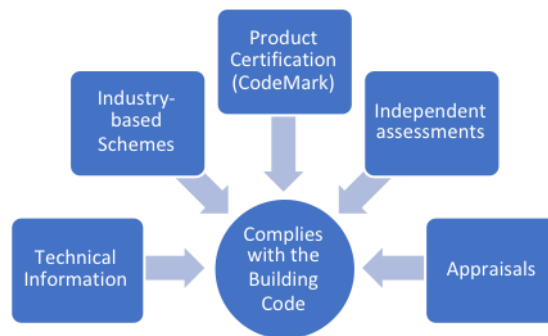 Product
Certification
(CodeMark)
Industry-
based
Schemes
Independent
assessments
Technical
Information
Complies
with the
Building
Code
Appraisals